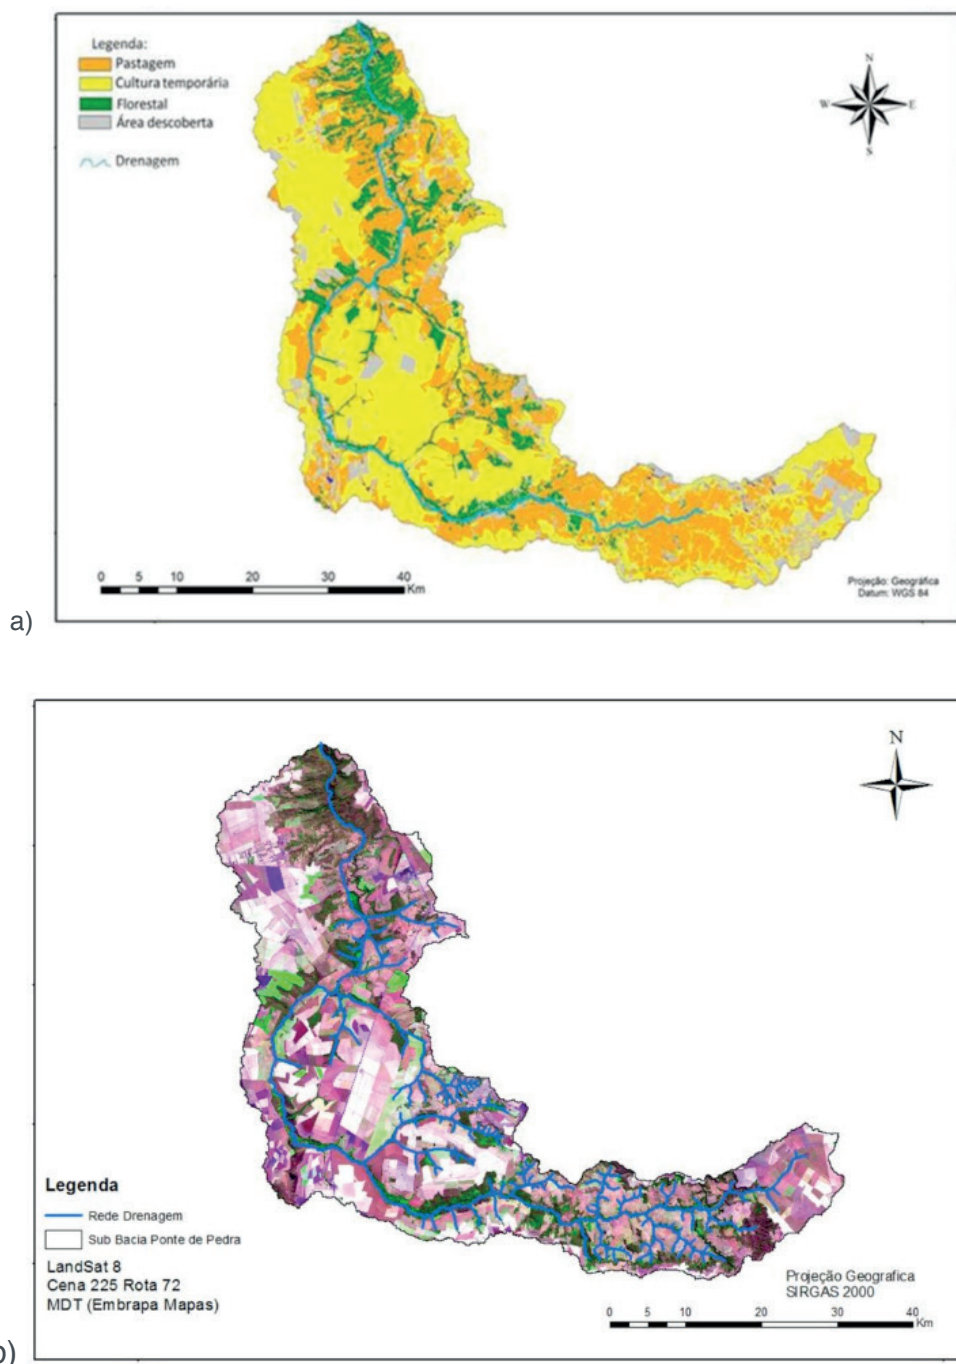 Legenda:
Pastagem
Cultura temporária
Florestal
Área descoberta
Drenagem
N
W E
S
0 5 10 20 30 40
Km
Projeção: Geográfica
Datum: WGS 84
a)
N
Legenda
Rede Drenagem
Sub Bacia Ponte de Pedra
LandSat 8
Cena 225 Rota 72
MDT (Embrapa Mapas)
Projeção Geografica
SIRGAS 2000
0 5 10 20 30 40
Km
b)